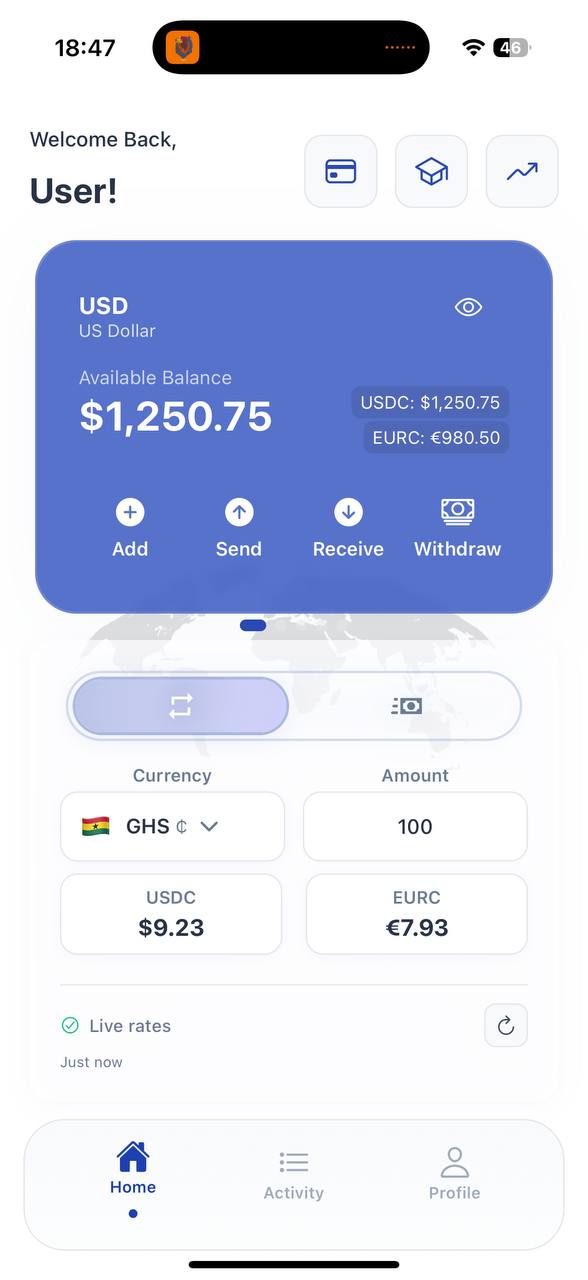 18:47
46
Welcome Back,
User!
USD
US Dollar
Available Balance
$1,250.75
USDC: $1,250.75
EURC: €980.50
Add Send Receive Withdraw
Currency Amount
GHS ₵ 100
USDC EURC
$9.23 €7.93
Live rates
Just now
Home Activity Profile